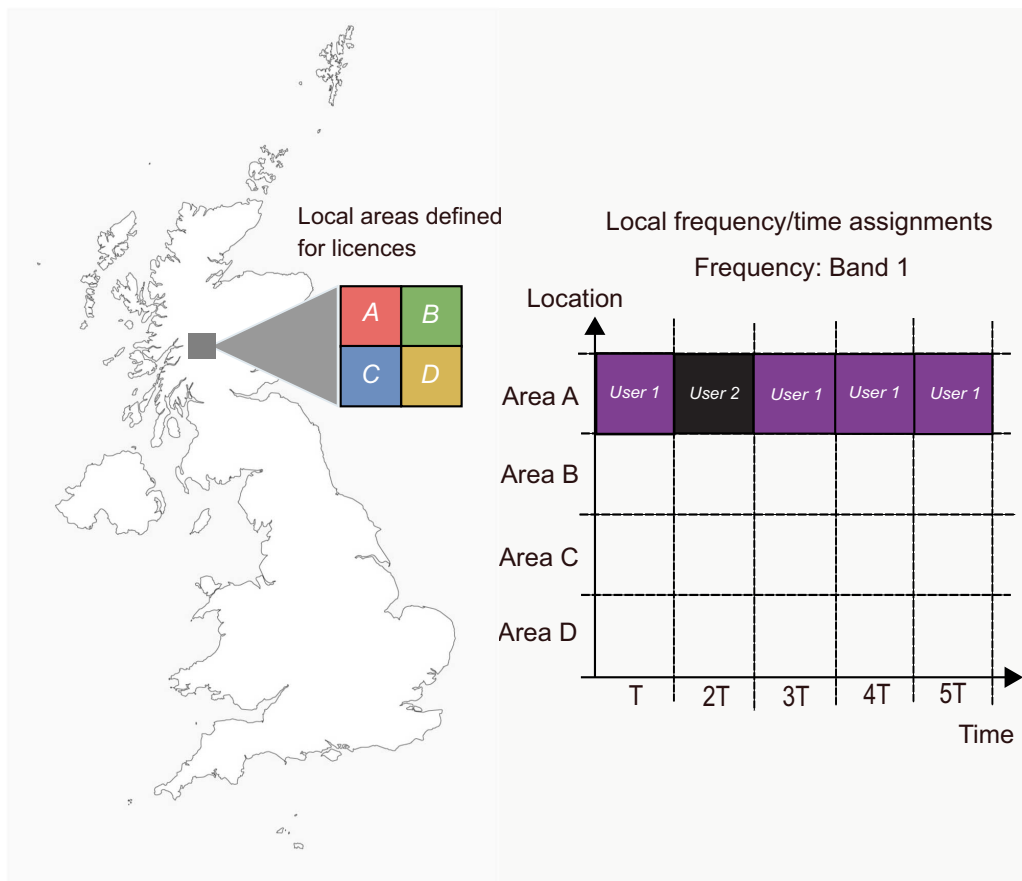 Local areas defined
for licences
A
B
C
D
Local frequency/time assignments
Frequency: Band 1
Location
Area A
User 1
User 2
User 1
User 1
User 1
Area B
Area C
Area D
T
2T
3T
4T
5T
Time